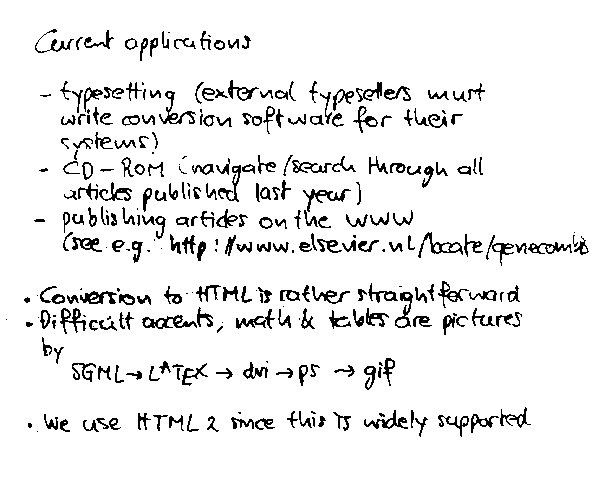 Current applications
- typesetting (external typesetters must
write conversion software for their
systems)
- CD-ROM (navigate/search through all
articles published last year)
- publishing articles on the WWW
(see e.g. http://www.elsevier.nl/locate/genecombis
• Conversion to HTML is rather straightforward
• Difficult accents, math & tables are pictures
by
SGML → LATEX → dvi → ps → gif
• We use HTML 2 since this is widely supported